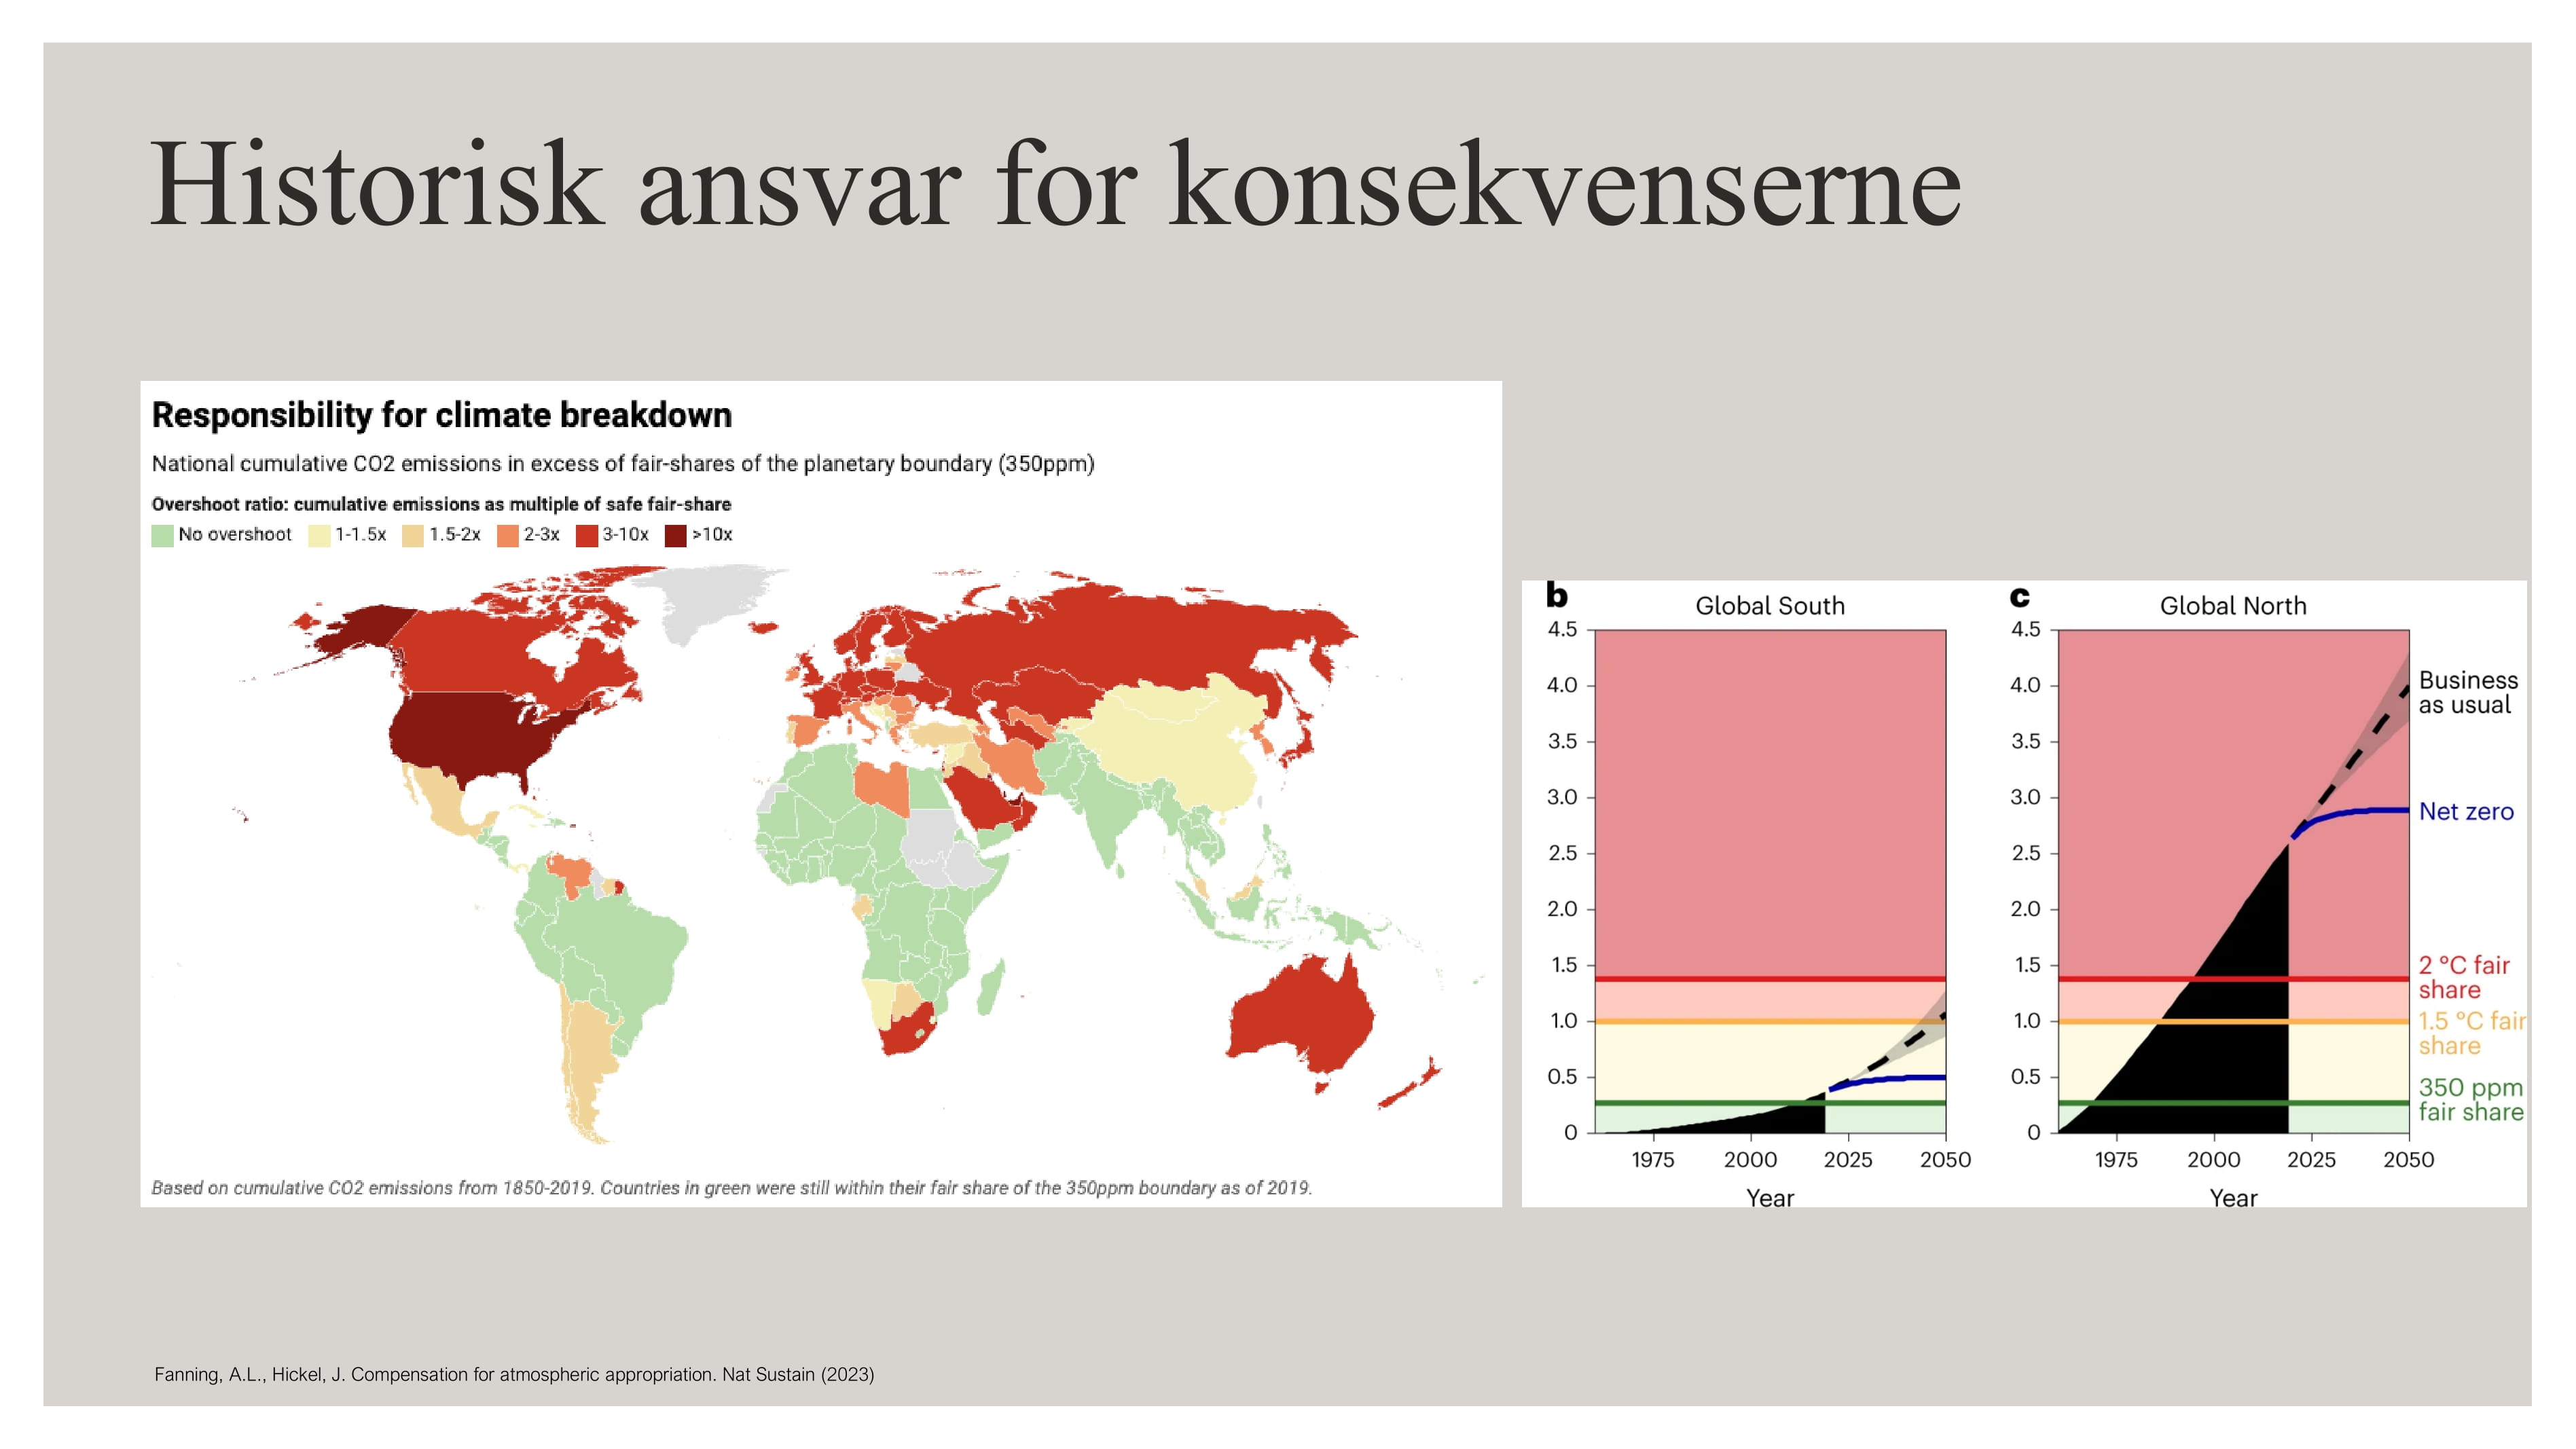 Historisk ansvar for konsekvenserne
Responsibility for climate breakdown
National cumulative CO2 emissions in excess of fair-shares of the planetary boundary (350ppm)
Overshoot ratio: cumulative emissions as multiple of safe fair-share
No overshoot 1-1.5x 1.5-2x 2-3x 3-10x >10x
Based on cumulative CO2 emissions from 1850-2019. Countries in green were still within their fair share of the 350ppm boundary as of 2019.
b
Global South
4.5
4.0
3.5
3.0
2.5
2.0
1.5
1.0
0.5
0
1975 2000 2025 2050
Year
c
Global North
4.5
4.0
3.5
3.0
2.5
2.0
1.5
1.0
0.5
0
1975 2000 2025 2050
Year
Business
as usual
Net zero
2 °C fair
share
1.5 °C fair
share
350 ppm
fair share
Fanning, A.L., Hickel, J. Compensation for atmospheric appropriation. Nat Sustain (2023)